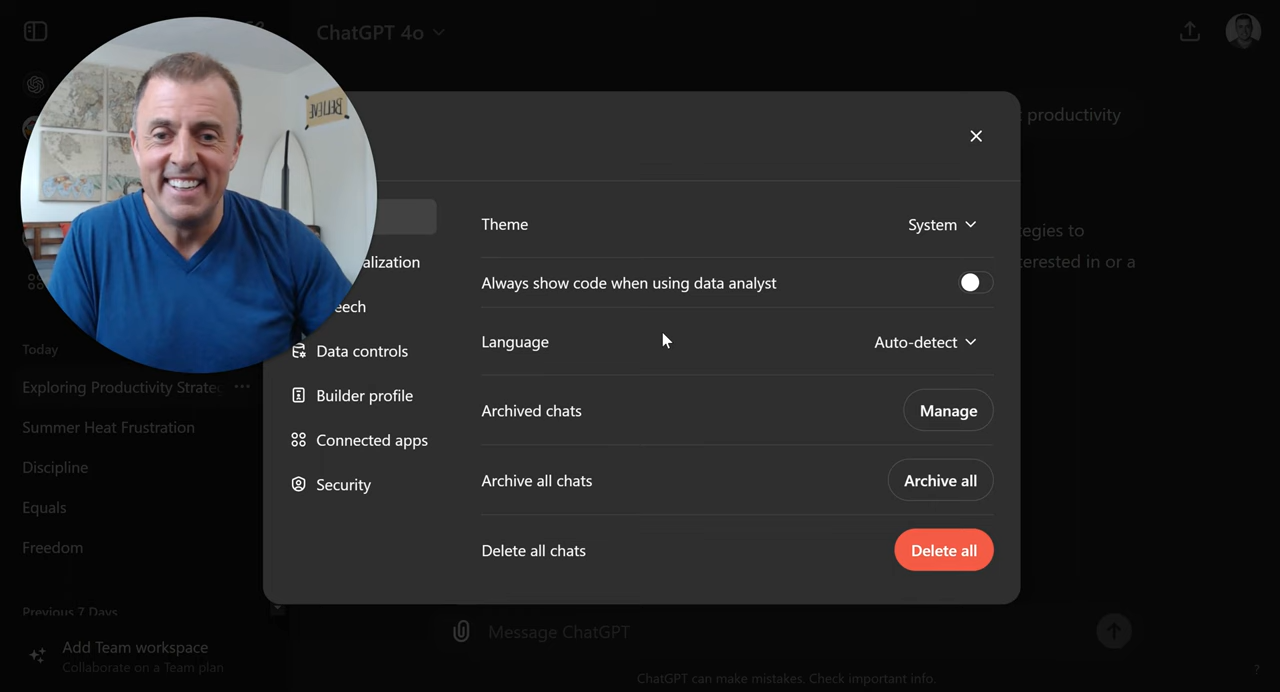 ChatGPT 4o
BELIEVE
productivity
Theme
System
tegies to
alization
terested in or a
Always show code when using data analyst
eech
Language
Auto-detect
Today
Data controls
Exploring Productivity Strate
Builder profile
Archived chats
Manage
Summer Heat Frustration
Connected apps
Discipline
Security
Archive all chats
Archive all
Equals
Freedom
Delete all chats
Delete all
Previous 7 Days
Message ChatGPT
Add Team workspace
Collaborate on a Team plan
ChatGPT can make mistakes. Check important info.
?